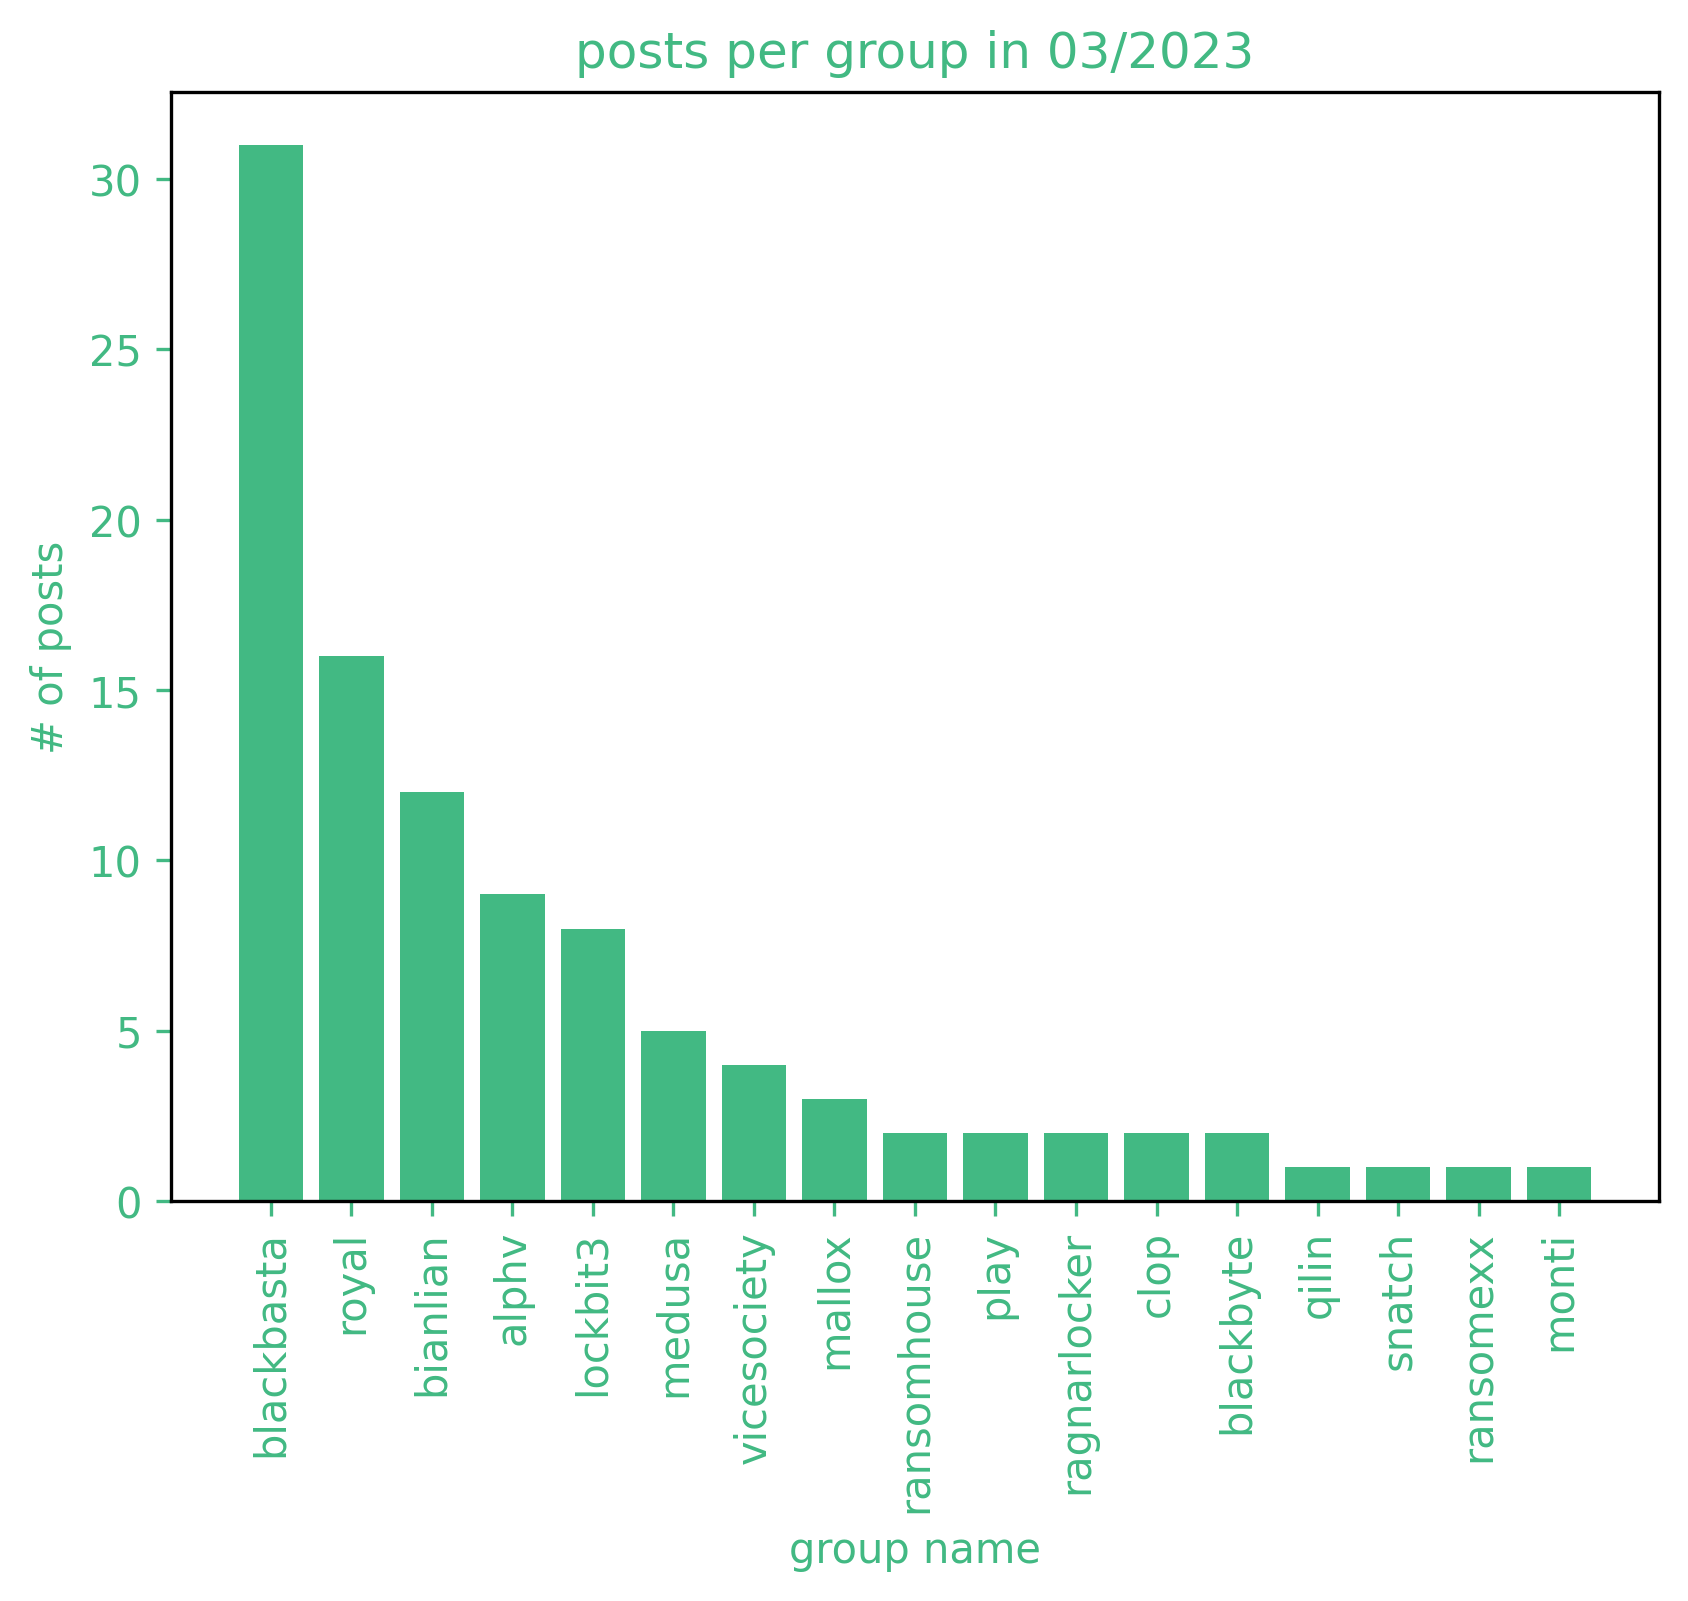 posts per group in 03/2023
# of posts
30
25
20
15
10
5
0
blackbasta
royal
bianlian
alphv
lockbit3
medusa
vicesociety
mallox
ransomhouse
play
ragnarlocker
clop
blackbyte
qilin
snatch
ransomexx
monti
group name